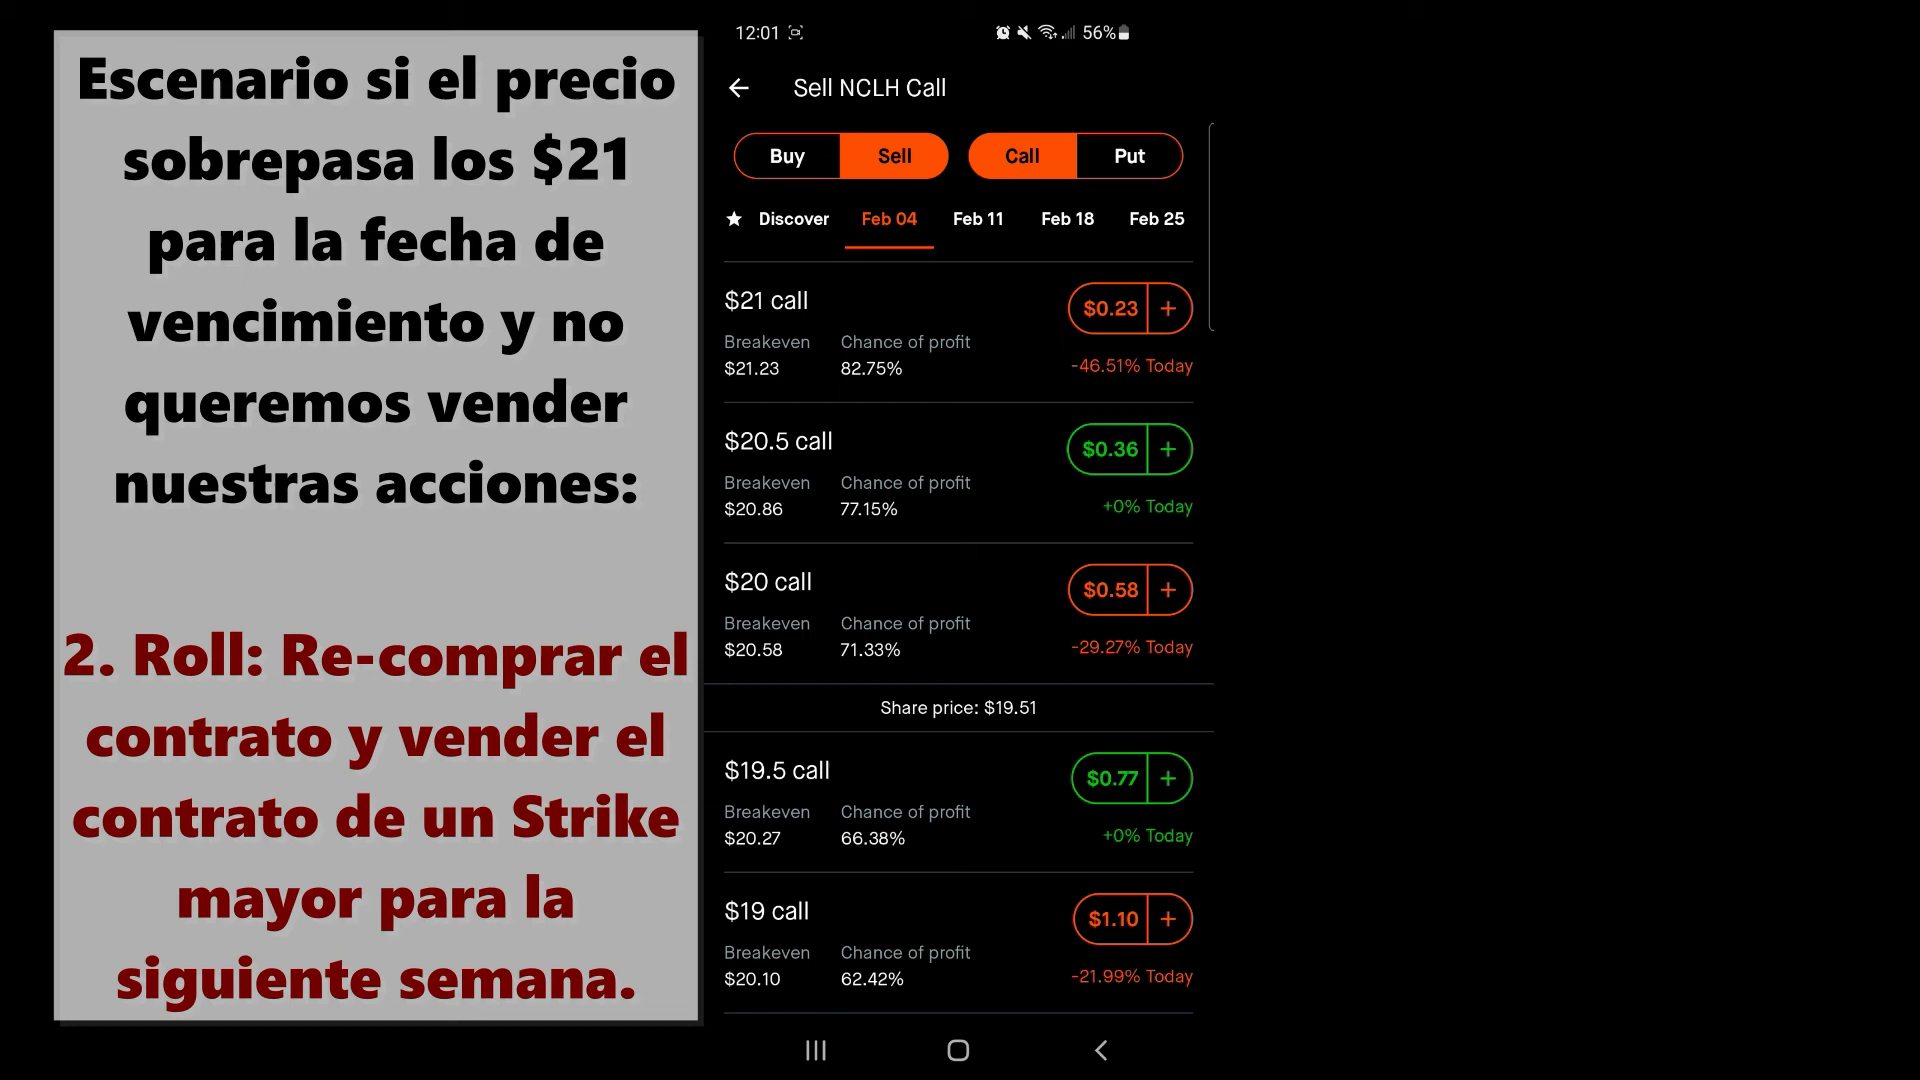 Escenario si el precio
sobrepasa los $21
para la fecha de
vencimiento y no
queremos vender
nuestras acciones:
2. Roll: Re-comprar el
contrato y vender el
contrato de un Strike
mayor para la
siguiente semana.
12:01 56%
Sell NCLH Call
Buy Sell Call Put
Discover Feb 04 Feb 11 Feb 18 Feb 25
$21 call $0.23 +
Breakeven Chance of profit
$21.23 82.75% -46.51% Today
$20.5 call $0.36 +
Breakeven Chance of profit
$20.86 77.15% +0% Today
$20 call $0.58 +
Breakeven Chance of profit
$20.58 71.33% -29.27% Today
Share price: $19.51
$19.5 call $0.77 +
Breakeven Chance of profit
$20.27 66.38% +0% Today
$19 call $1.10 +
Breakeven Chance of profit
$20.10 62.42% -21.99% Today